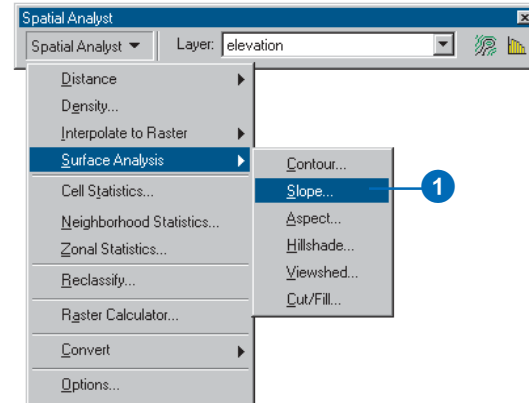 Spatial Analyst
Spatial Analyst Layer: elevation
Distance
Density...
Interpolate to Raster
Surface Analysis
Cell Statistics...
Neighborhood Statistics...
Zonal Statistics...
Reclassify...
Raster Calculator...
Convert
Options...
Contour...
Slope... 1
Aspect...
Hillshade...
Viewshed...
Cut/Fill...